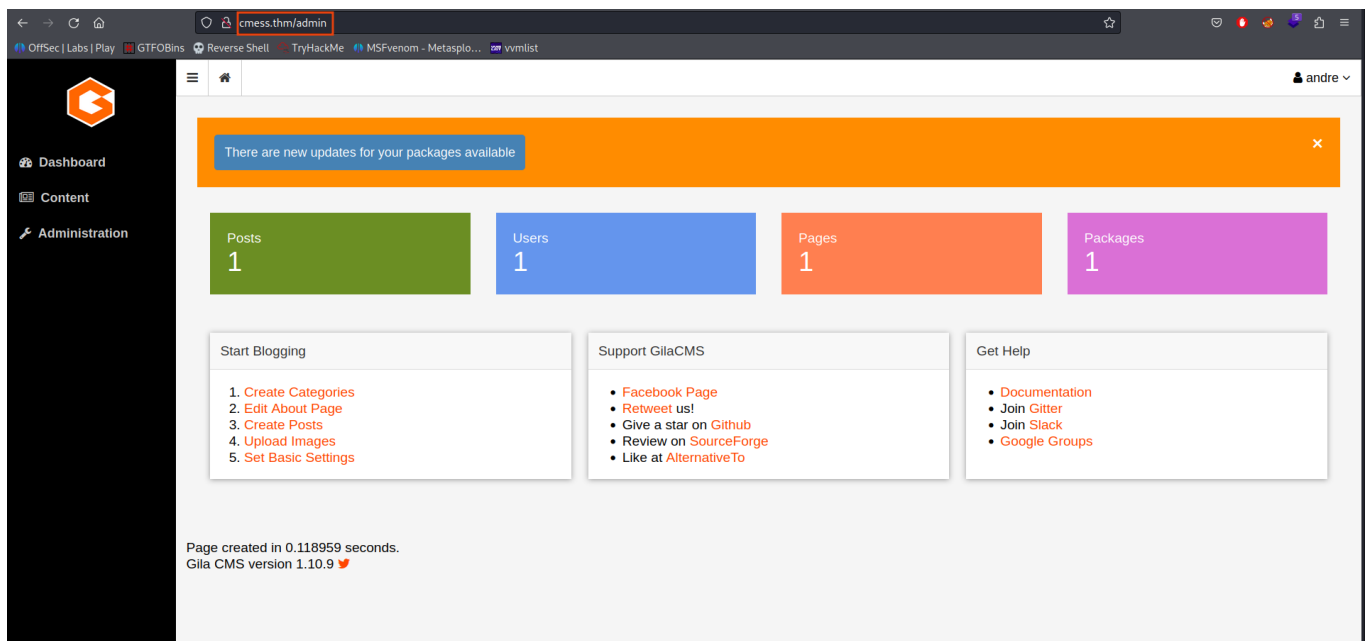 cmess.thm/admin
5
OffSec | Labs | Play GTFOBins Reverse Shell TryHackMe MSFvenom - Metasplo... vvmlist
andre
There are new updates for your packages available
×
Dashboard
Content
Administration
Posts
1
Users
1
Pages
1
Packages
1
Start Blogging
1. Create Categories
2. Edit About Page
3. Create Posts
4. Upload Images
5. Set Basic Settings
Support GilaCMS
• Facebook Page
• Retweet us!
• Give a star on Github
• Review on SourceForge
• Like at AlternativeTo
Get Help
• Documentation
• Join Gitter
• Join Slack
• Google Groups
Page created in 0.118959 seconds.
Gila CMS version 1.10.9